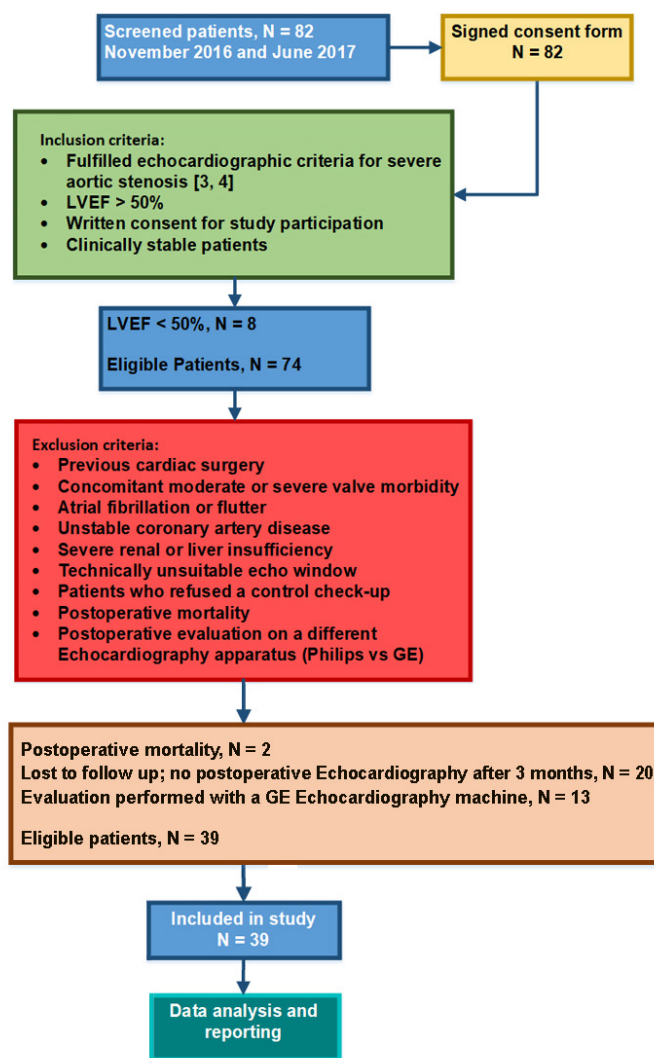 Screened patients, N = 82
November 2016 and June 2017
Signed consent form
N = 82
Inclusion criteria:
• Fulfilled echocardiographic criteria for severe
aortic stenosis [3, 4]
• LVEF > 50%
• Written consent for study participation
• Clinically stable patients
LVEF < 50%, N = 8
Eligible Patients, N = 74
Exclusion criteria:
• Previous cardiac surgery
• Concomitant moderate or severe valve morbidity
• Atrial fibrillation or flutter
• Unstable coronary artery disease
• Severe renal or liver insufficiency
• Technically unsuitable echo window
• Patients who refused a control check-up
• Postoperative mortality
• Postoperative evaluation on a different
Echocardiography apparatus (Philips vs GE)
Postoperative mortality, N = 2
Lost to follow up; no postoperative Echocardiography after 3 months, N = 20
Evaluation performed with a GE Echocardiography machine, N = 13
Eligible patients, N = 39
Included in study
N = 39
Data analysis and
reporting